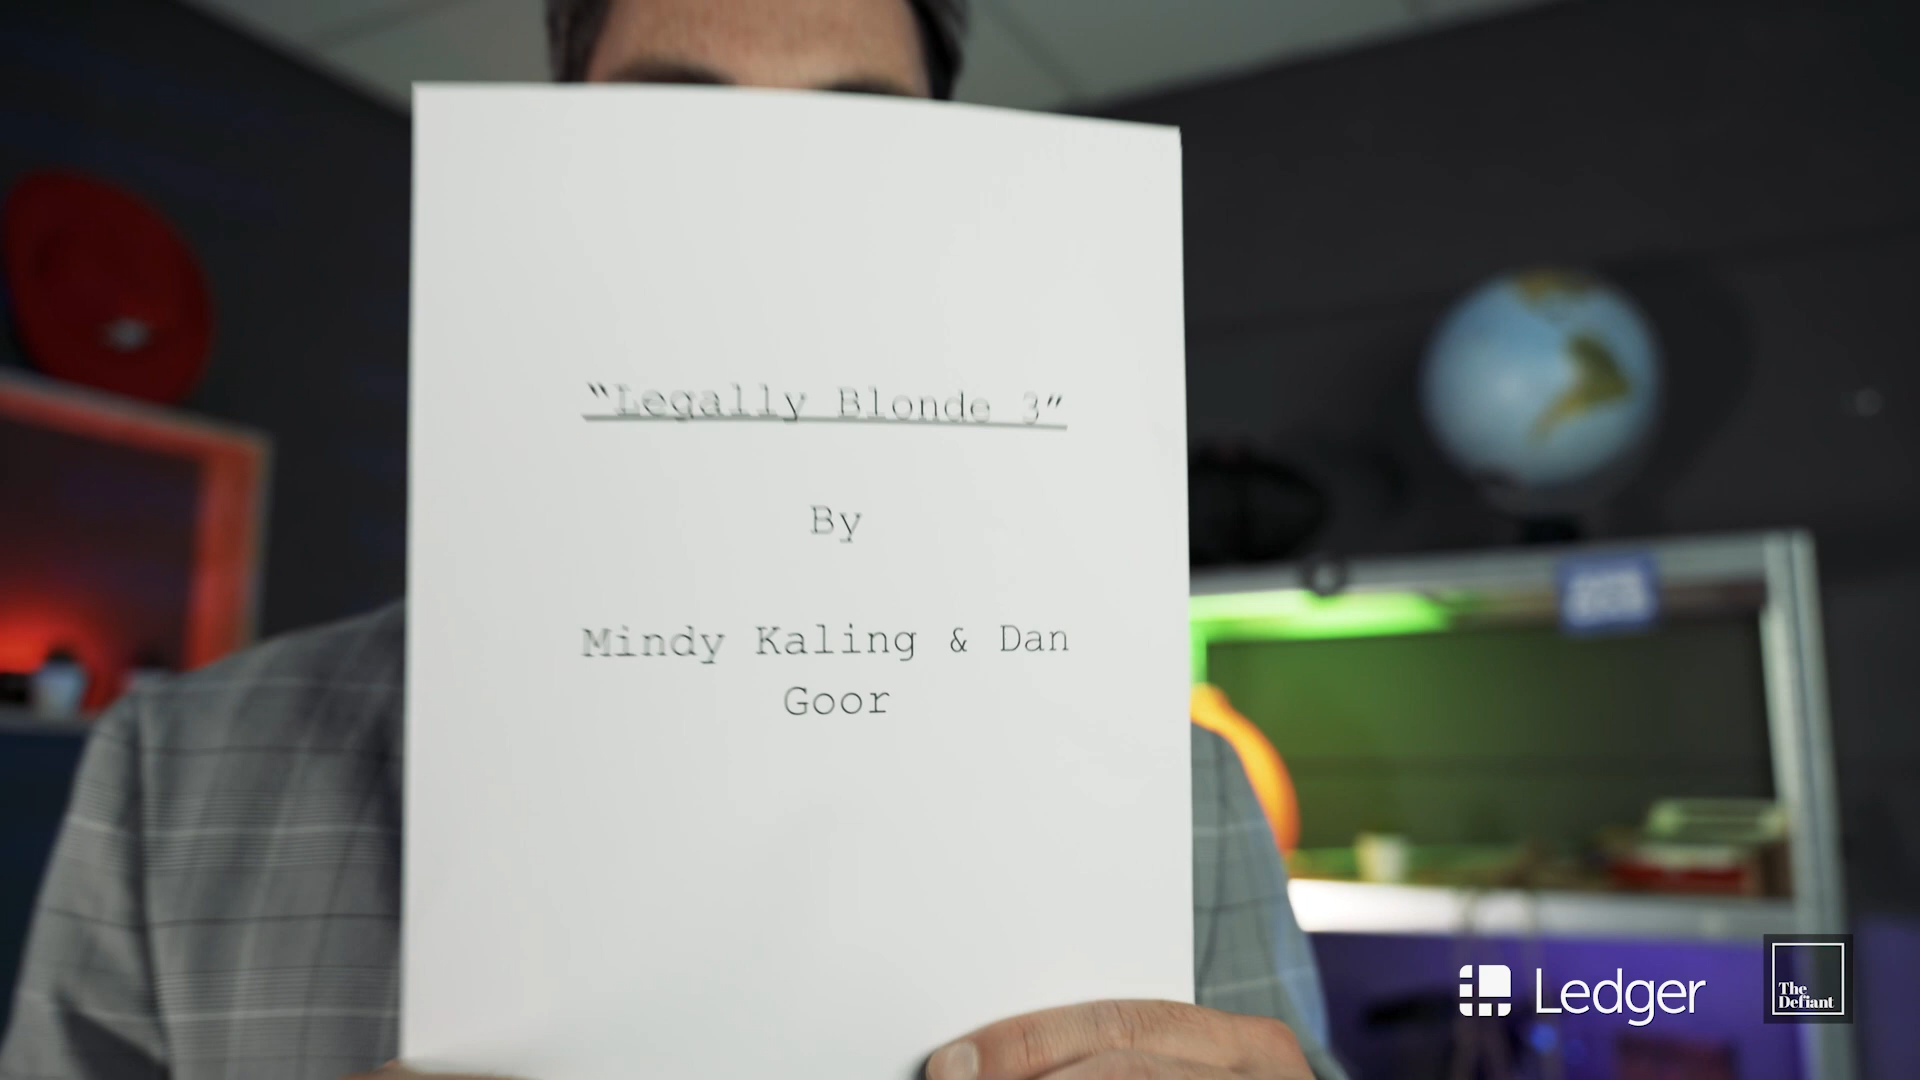 "Legally Blonde 3"
By
Mindy Kaling & Dan
Goor
Ledger
The
Defiant